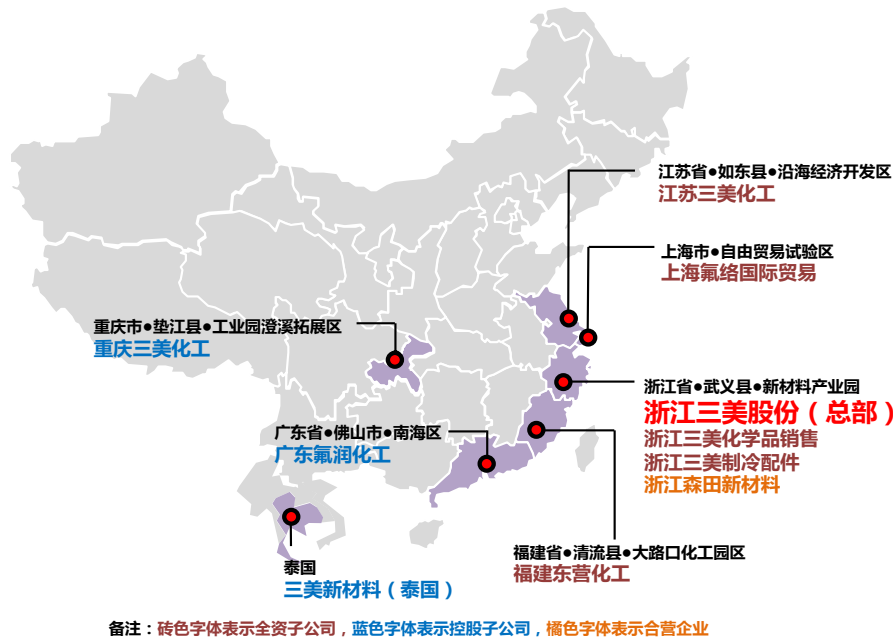 江苏省●如东县●沿海经济开发区
江苏三美化工
上海市●自由贸易试验区
上海氟络国际贸易
重庆市●垫江县●工业园澄溪拓展区
重庆三美化工
浙江省●武义县●新材料产业园
浙江三美股份（总部）
浙江三美化学品销售
浙江三美制冷配件
浙江森田新材料
广东省●佛山市●南海区
广东氟润化工
福建省●清流县●大路口化工园区
福建东营化工
泰国
三美新材料（泰国）
备注：砖色字体表示全资子公司，蓝色字体表示控股子公司，橘色字体表示合营企业